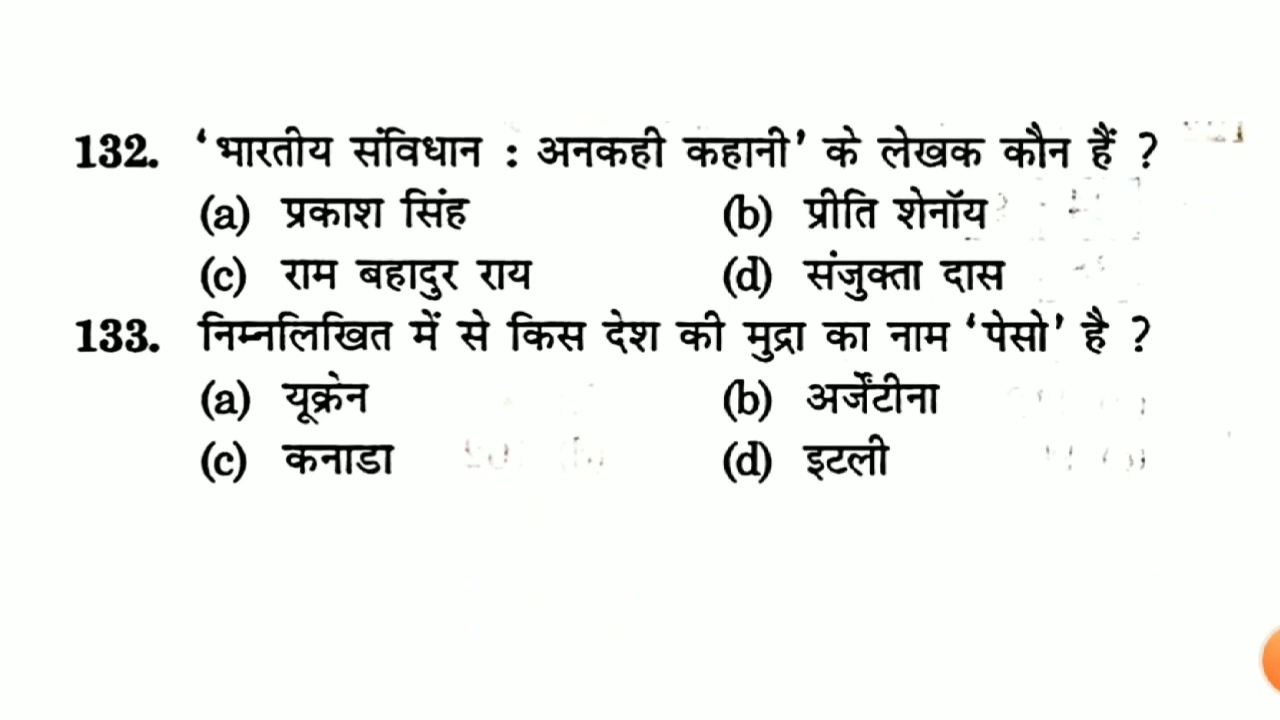 132. ‘भारतीय संविधान : अनकही कहानी’ के लेखक कौन हैं ?
(a) प्रकाश सिंह (b) प्रीति शेनॉय
(c) राम बहादुर राय (d) संजुक्ता दास
133. निम्नलिखित में से किस देश की मुद्रा का नाम ‘पेसो’ है ?
(a) यूक्रेन (b) अर्जेंटीना
(c) कनाडा (d) इटली